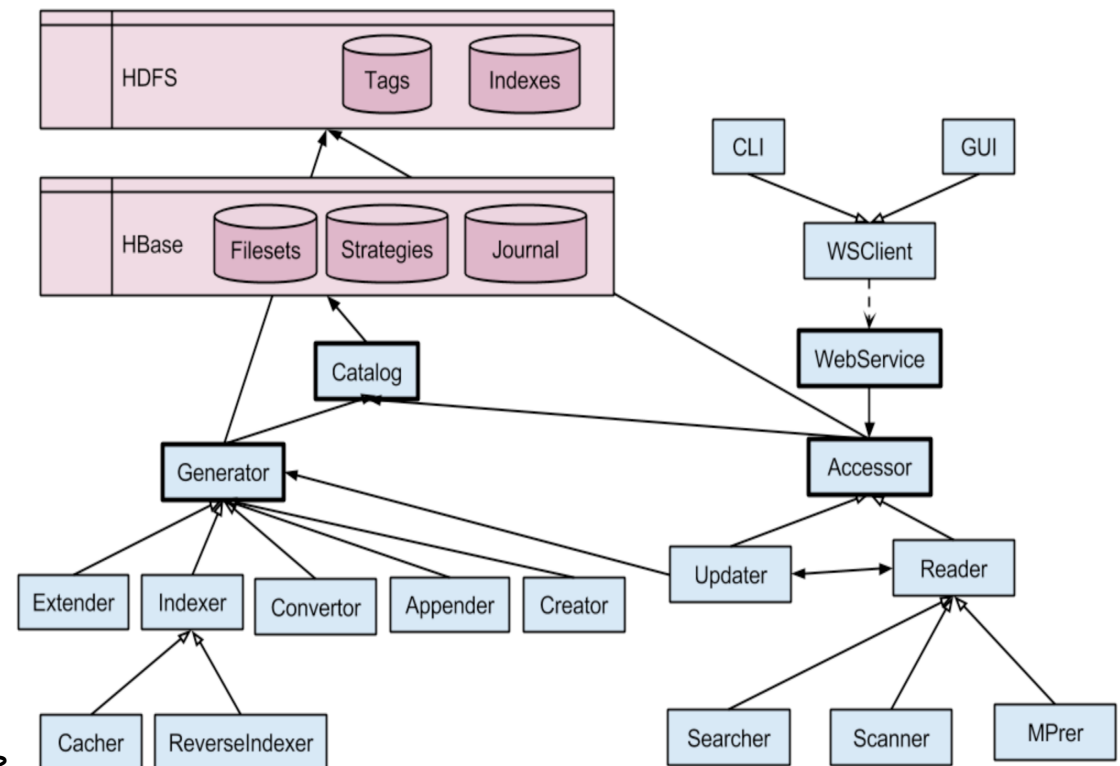 HDFS
Tags
Indexes
CLI
GUI
HBase
Filesets
Strategies
Journal
WSClient
WebService
Catalog
Generator
Accessor
Extender
Indexer
Convertor
Appender
Creator
Updater
Reader
Cacher
ReverseIndexer
Searcher
Scanner
MPrer